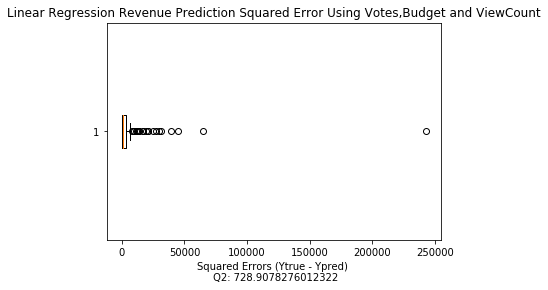 Linear Regression Revenue Prediction Squared Error Using Votes,Budget and ViewCount
1
0 50000 100000 150000 200000 250000
Squared Errors (Ytrue - Ypred)
Q2: 728.9078276012322